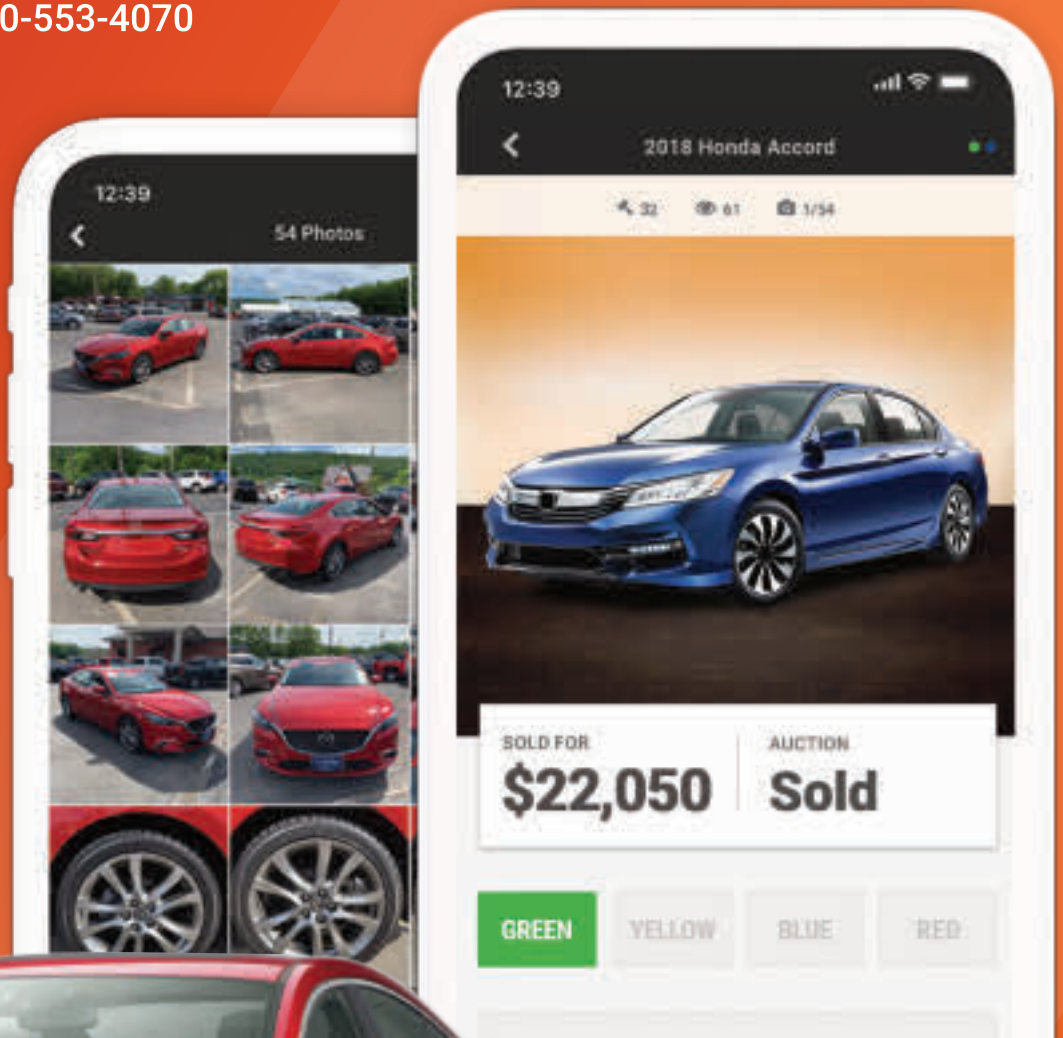 0-553-4070
12:39
54 Photos
12:39
2018 Honda Accord
32 61 1/54
SOLD FOR AUCTION
$22,050 Sold
GREEN YELLOW BLUE RED